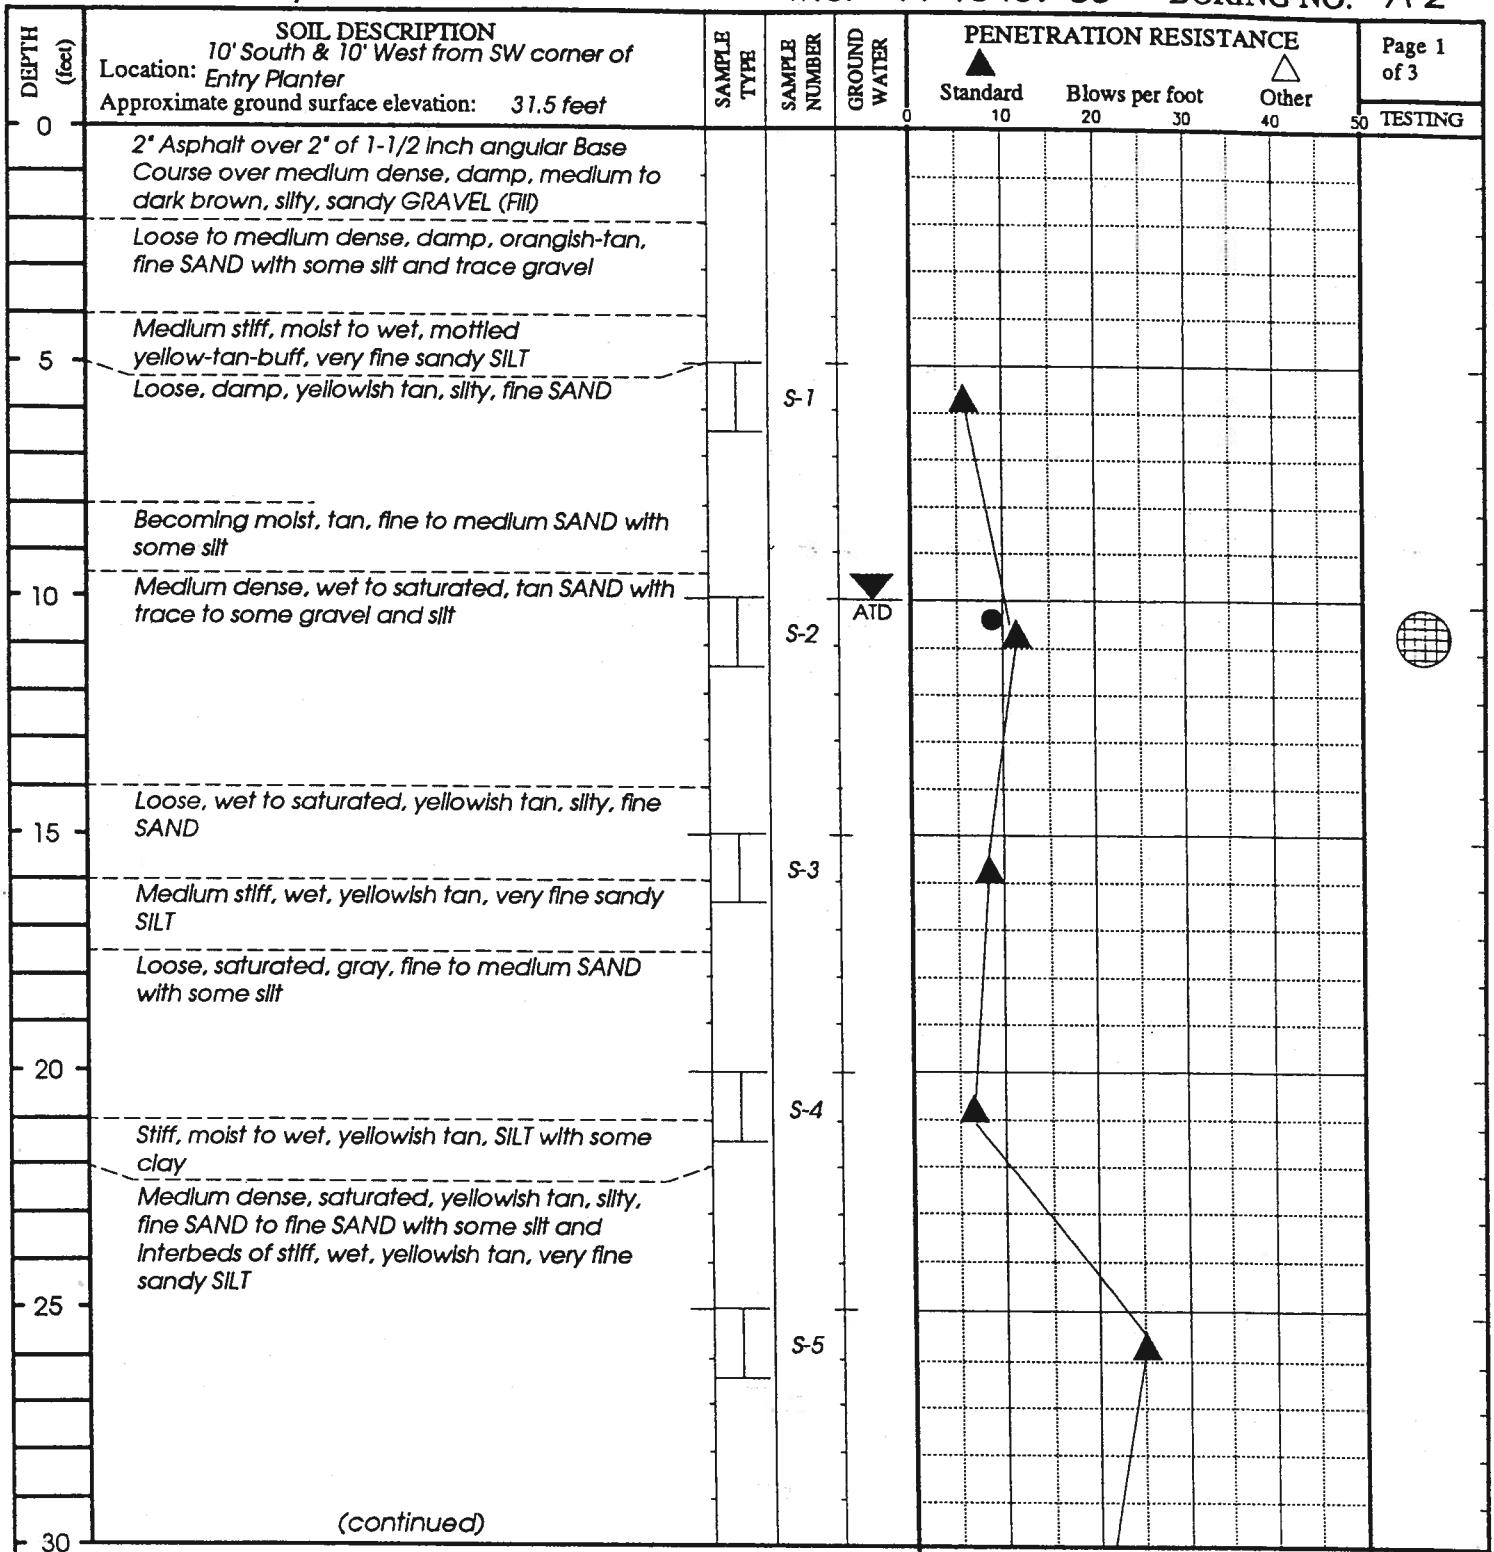 BORING NO. A-2
DEPTH (feet)
SOIL DESCRIPTION
Location: 10' South & 10' West from SW corner of
Entry Planter
Approximate ground surface elevation: 31.5 feet
SAMPLE TYPE
SAMPLE NUMBER
GROUND WATER
PENETRATION RESISTANCE
Standard Blows per foot Other
0 10 20 30 40 50
Page 1
of 3
TESTING
0
2" Asphalt over 2" of 1-1/2 inch angular Base
Course over medium dense, damp, medium to
dark brown, silty, sandy GRAVEL (Fill)
Loose to medium dense, damp, orangish-tan,
fine SAND with some silt and trace gravel
Medium stiff, moist to wet, mottled
yellow-tan-buff, very fine sandy SILT
5
Loose, damp, yellowish tan, silty, fine SAND
S-1
Becoming moist, tan, fine to medium SAND with
some silt
10
Medium dense, wet to saturated, tan SAND with
trace to some gravel and silt
S-2
ATD
Loose, wet to saturated, yellowish tan, silty, fine
SAND
15
S-3
Medium stiff, wet, yellowish tan, very fine sandy
SILT
Loose, saturated, gray, fine to medium SAND
with some silt
20
S-4
Stiff, moist to wet, yellowish tan, SILT with some
clay
Medium dense, saturated, yellowish tan, silty,
fine SAND to fine SAND with some silt and
interbeds of stiff, wet, yellowish tan, very fine
sandy SILT
25
S-5
(continued)
30